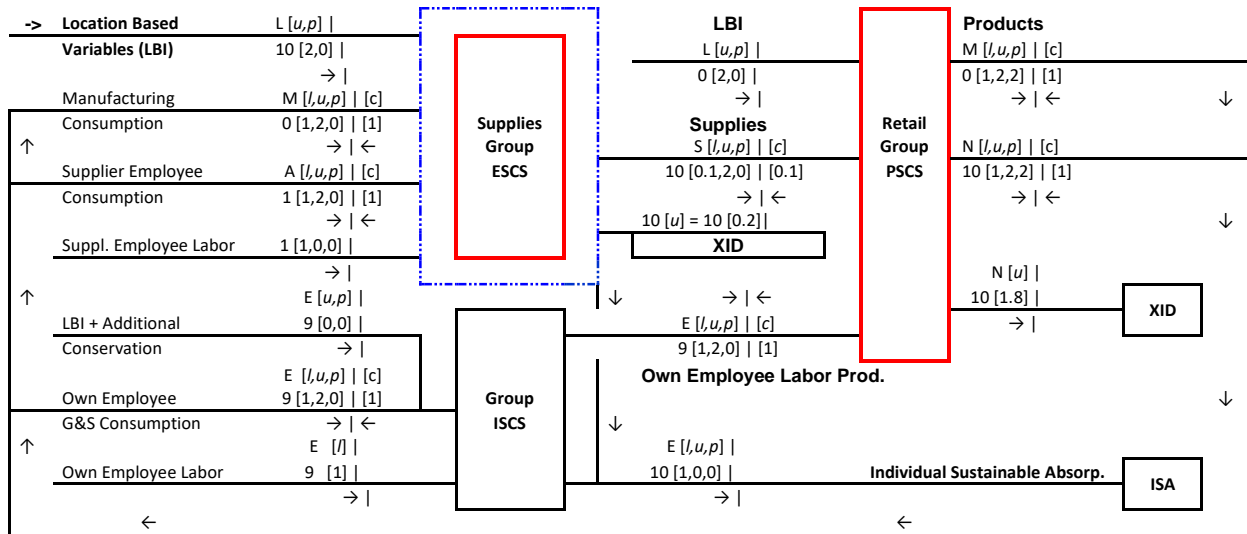 -> Location Based L [u,p] | LBI Products
Variables (LBI) 10 [2,0] | L [u,p] | M [l,u,p] | [c]
→ | 0 [2,0] | 0 [1,2,2] | [1]
Manufacturing M [l,u,p] | [c] → | → | ← ↓
Consumption 0 [1,2,0] | [1] Supplies Supplies Retail
↑ → | ← Group S [l,u,p] | [c] Group N [l,u,p] | [c]
Supplier Employee A [l,u,p] | [c] ESCS 10 [0.1,2,0] | [0.1] PSCS 10 [1,2,2] | [1]
Consumption 1 [1,2,0] | [1] → | ← → | ←
→ | ← 10 [u] = 10 [0.2] | ↓
Suppl. Employee Labor 1 [1,0,0] | XID
→ | N [u] |
↑ E [u,p] | ↓ → | ← 10 [1.8] | XID
LBI + Additional 9 [0,0] | E [l,u,p] | [c] → |
Conservation → | 9 [1,2,0] | [1]
E [l,u,p] | [c] Own Employee Labor Prod.
Own Employee 9 [1,2,0] | [1] Group ↓
G&S Consumption → | ← ISCS ↓
↑ E [l] | E [l,u,p] |
Own Employee Labor 9 [1] | 10 [1,0,0] | Individual Sustainable Absorp. ISA
→ | → |
← ←